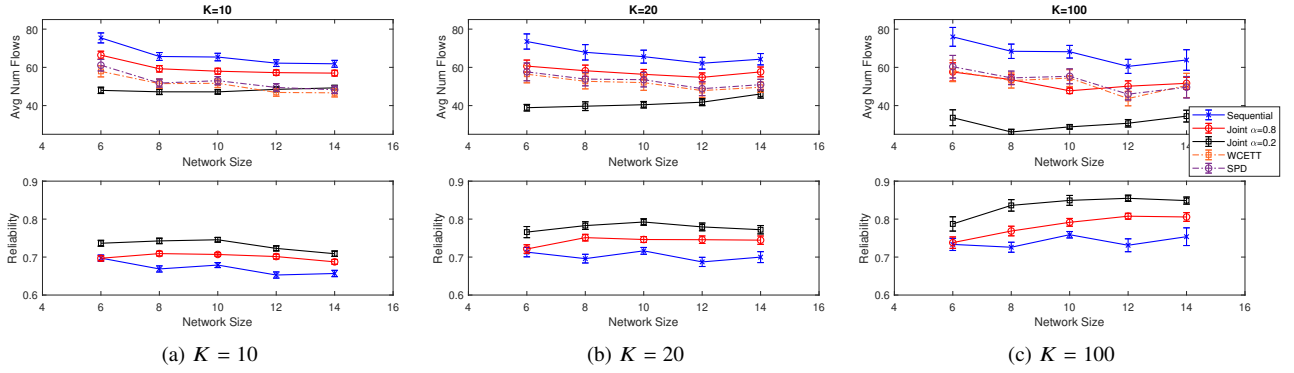 K=10
80
60
40
Avg Num Flows
4 6 8 10 12 14 16
Network Size
0.9
0.8
0.7
0.6
Reliability
4 6 8 10 12 14 16
Network Size
(a) K = 10
K=20
80
60
40
Avg Num Flows
4 6 8 10 12 14 16
Network Size
0.9
0.8
0.7
0.6
Reliability
4 6 8 10 12 14 16
Network Size
(b) K = 20
K=100
80
60
40
Avg Num Flows
4 6 8 10 12 14 16
Network Size
Sequential
Joint α=0.8
Joint α=0.2
WCETT
SPD
0.9
0.8
0.7
0.6
Reliability
4 6 8 10 12 14 16
Network Size
(c) K = 100